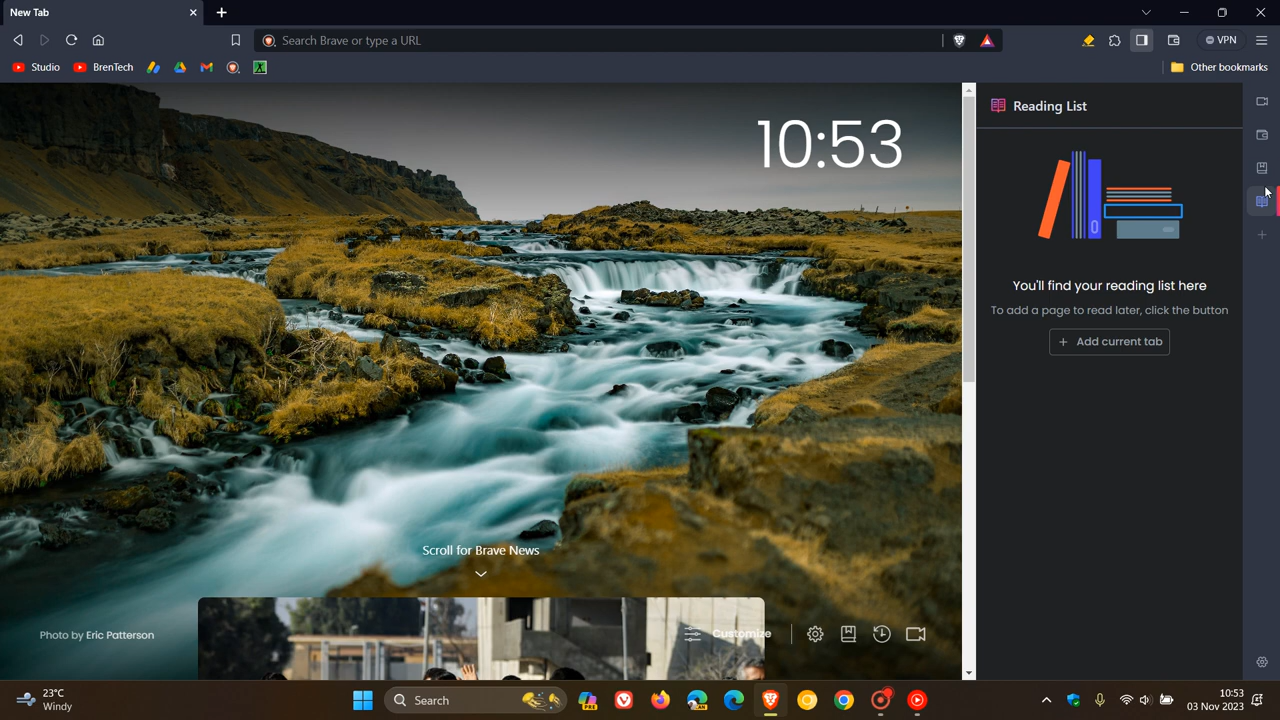 New Tab
Search Brave or type a URL
VPN
Studio
BrenTech
Other bookmarks
10:53
Reading List
You'll find your reading list here
To add a page to read later, click the button
Add current tab
Scroll for Brave News
Photo by Eric Patterson
Customize
23°C
Windy
Search
PRE
CAN
10:53
03 Nov 2023